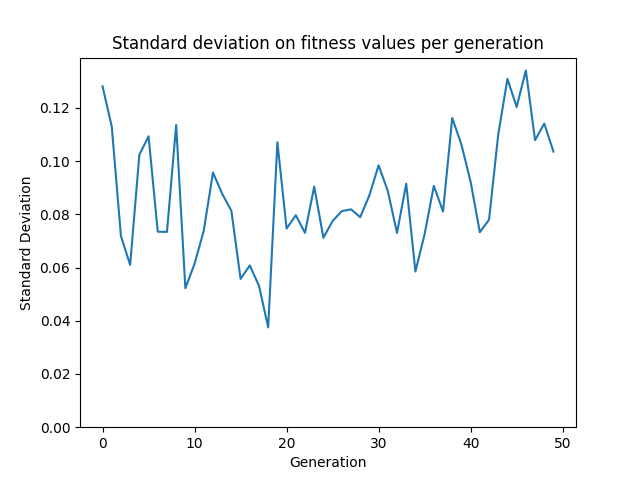 Standard deviation on fitness values per generation
Standard Deviation
0.12
0.10
0.08
0.06
0.04
0.02
0.00
0 10 20 30 40 50
Generation